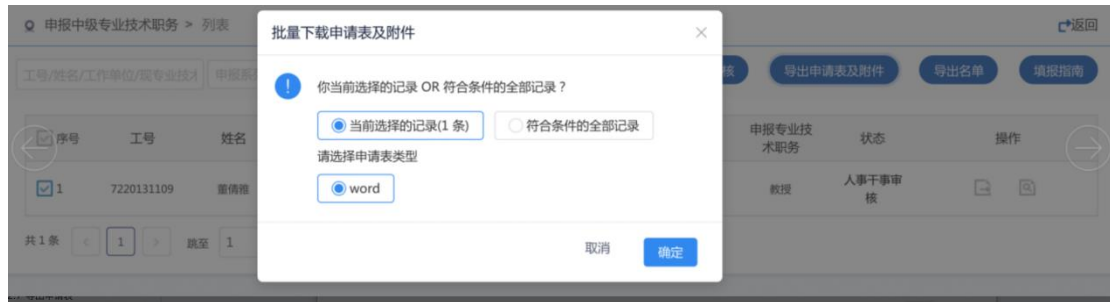 申报中级专业技术职务 > 列表
返回
批量下载申请表及附件
工号/姓名/工作单位/现专业技术
申报系
核
导出申请表及附件
导出名单
填报指南
你当前选择的记录 OR 符合条件的全部记录？
当前选择的记录(1 条)
符合条件的全部记录
请选择申请表类型
word
取消
确定
序号
工号
姓名
申报专业技
术职务
状态
操作
1
7220131109
董倩雅
教授
人事干事审
核
共 1 条
1
跳至
1